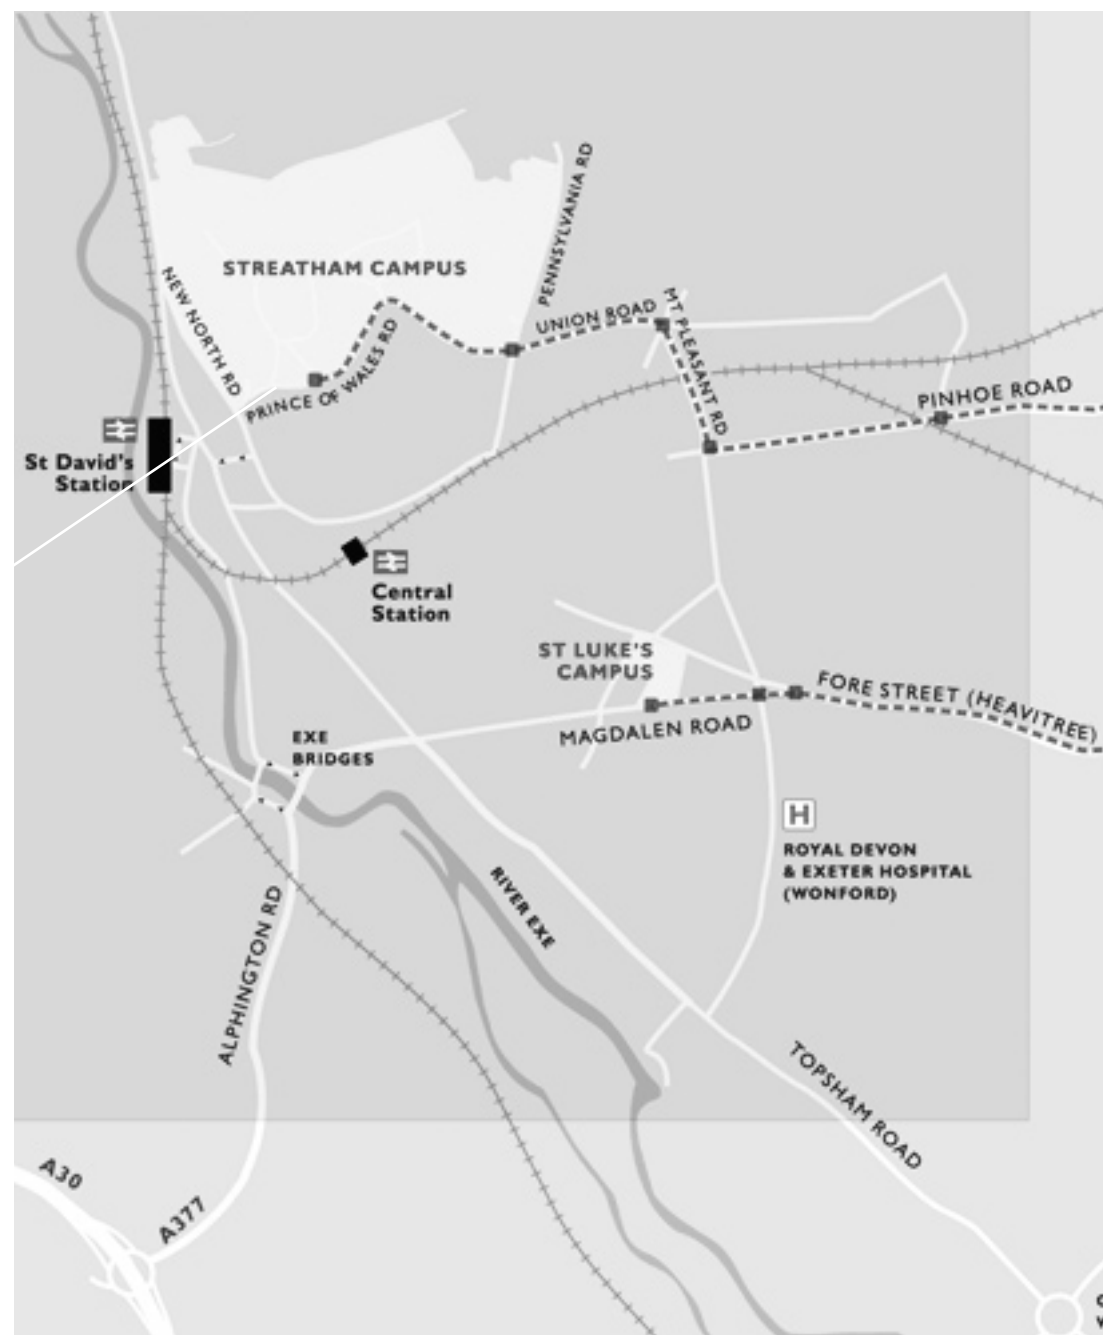 PENNSYLVANIA RD
STREATHAM CAMPUS
NEW NORTH RD
UNION ROAD
MT PLEASANT RD
PRINCE OF WALES RD
PINHOE ROAD
St David's
Station
Central
Station
ST LUKE'S
CAMPUS
FORE STREET (HEAVITREE)
MAGDALEN ROAD
EXE
BRIDGES
H
ROYAL DEVON
& EXETER HOSPITAL
(WONFORD)
RIVER EXE
ALPHINGTON RD
TOPSHAM ROAD
A30
A377